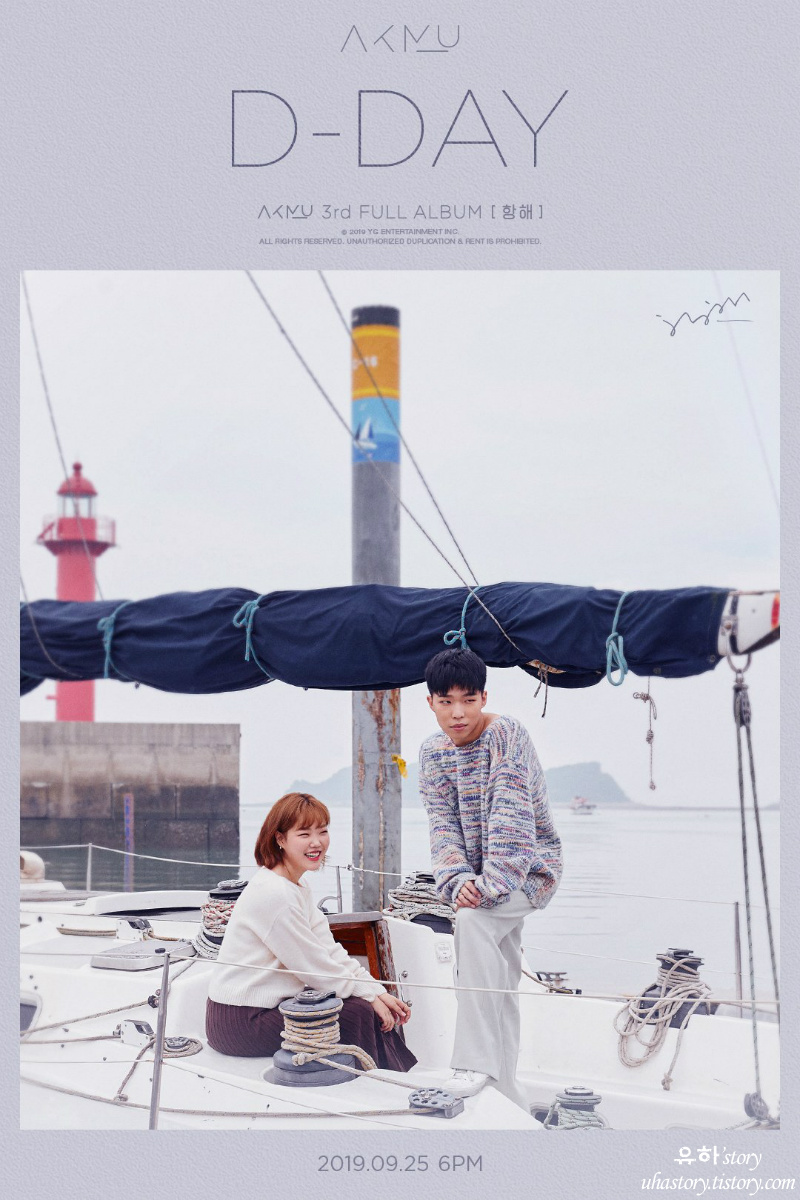 AKMU
D-DAY
AKMU 3rd FULL ALBUM [ 항해 ]
© 2019 YG ENTERTAINMENT INC.
ALL RIGHTS RESERVED. UNAUTHORIZED DUPLICATION & RENT IS PROHIBITED.
2019.09.25 6PM
유하'story
uhastory.tistory.com